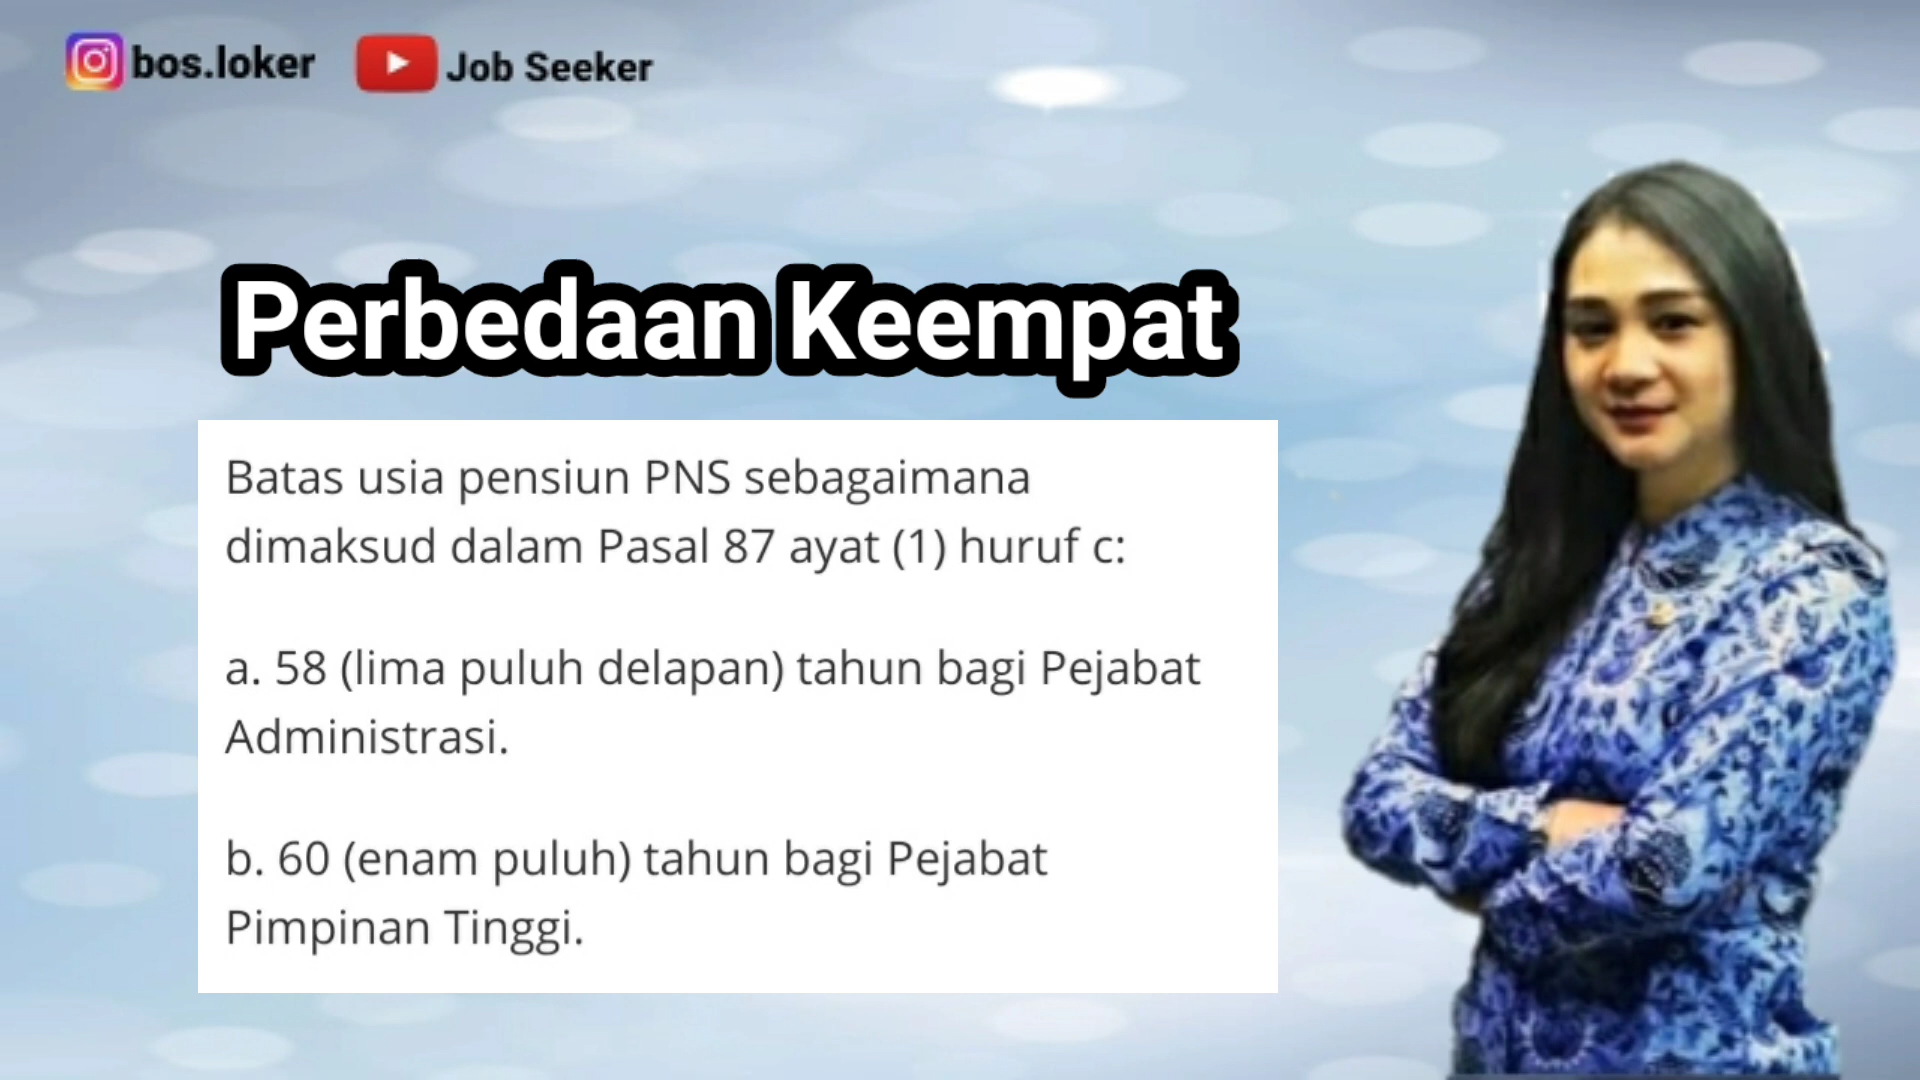 bos.loker Job Seeker
Perbedaan Keempat
Batas usia pensiun PNS sebagaimana
dimaksud dalam Pasal 87 ayat (1) huruf c:
a. 58 (lima puluh delapan) tahun bagi Pejabat
Administrasi.
b. 60 (enam puluh) tahun bagi Pejabat
Pimpinan Tinggi.